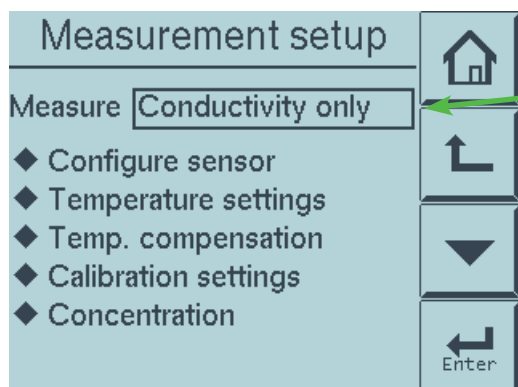 Measurement setup
Measure Conductivity only
Configure sensor
Temperature settings
Temp. compensation
Calibration settings
Concentration
Enter